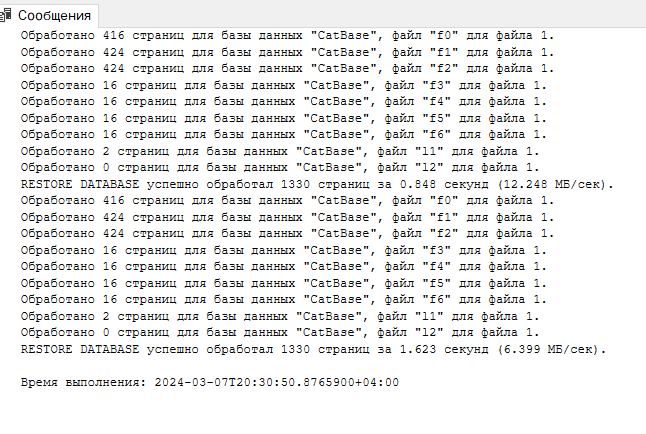 Сообщения
Обработано 416 страниц для базы данных "CatBase", файл "f0" для файла 1.
Обработано 424 страниц для базы данных "CatBase", файл "f1" для файла 1.
Обработано 424 страниц для базы данных "CatBase", файл "f2" для файла 1.
Обработано 16 страниц для базы данных "CatBase", файл "f3" для файла 1.
Обработано 16 страниц для базы данных "CatBase", файл "f4" для файла 1.
Обработано 16 страниц для базы данных "CatBase", файл "f5" для файла 1.
Обработано 16 страниц для базы данных "CatBase", файл "f6" для файла 1.
Обработано 2 страниц для базы данных "CatBase", файл "l1" для файла 1.
Обработано 0 страниц для базы данных "CatBase", файл "l2" для файла 1.
RESTORE DATABASE успешно обработал 1330 страниц за 0.848 секунд (12.248 МБ/сек).
Обработано 416 страниц для базы данных "CatBase", файл "f0" для файла 1.
Обработано 424 страниц для базы данных "CatBase", файл "f1" для файла 1.
Обработано 424 страниц для базы данных "CatBase", файл "f2" для файла 1.
Обработано 16 страниц для базы данных "CatBase", файл "f3" для файла 1.
Обработано 16 страниц для базы данных "CatBase", файл "f4" для файла 1.
Обработано 16 страниц для базы данных "CatBase", файл "f5" для файла 1.
Обработано 16 страниц для базы данных "CatBase", файл "f6" для файла 1.
Обработано 2 страниц для базы данных "CatBase", файл "l1" для файла 1.
Обработано 0 страниц для базы данных "CatBase", файл "l2" для файла 1.
RESTORE DATABASE успешно обработал 1330 страниц за 1.623 секунд (6.399 МБ/сек).
Время выполнения: 2024-03-07T20:30:50.8765900+04:00